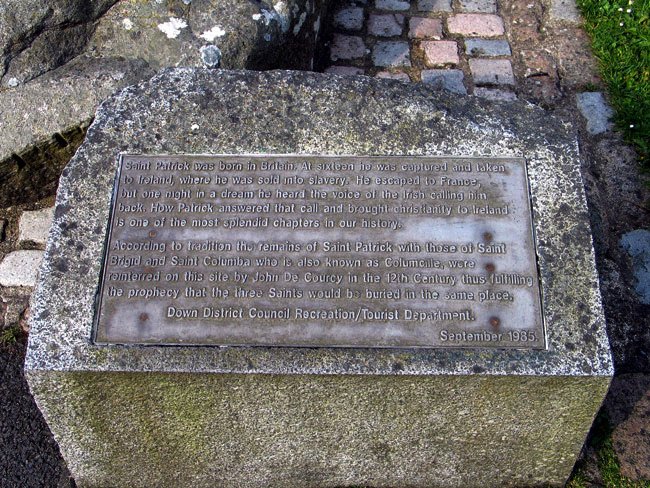 Saint Patrick was born in Britain. At sixteen he was captured and taken
to Ireland, where he was sold into slavery. He escaped to France,
but one night in a dream he heard the voice of the Irish calling him
back. How Patrick answered that call and brought christianity to Ireland
is one of the most splendid chapters in our history.
According to tradition the remains of Saint Patrick with those of Saint
Brigid and Saint Columba who is also known as Columcille, were
reinterred on this site by John De Courcy in the 12th Century thus fulfilling
the prophecy that the three Saints would be buried in the same place.
Down District Council Recreation/Tourist Department.
September 1985.